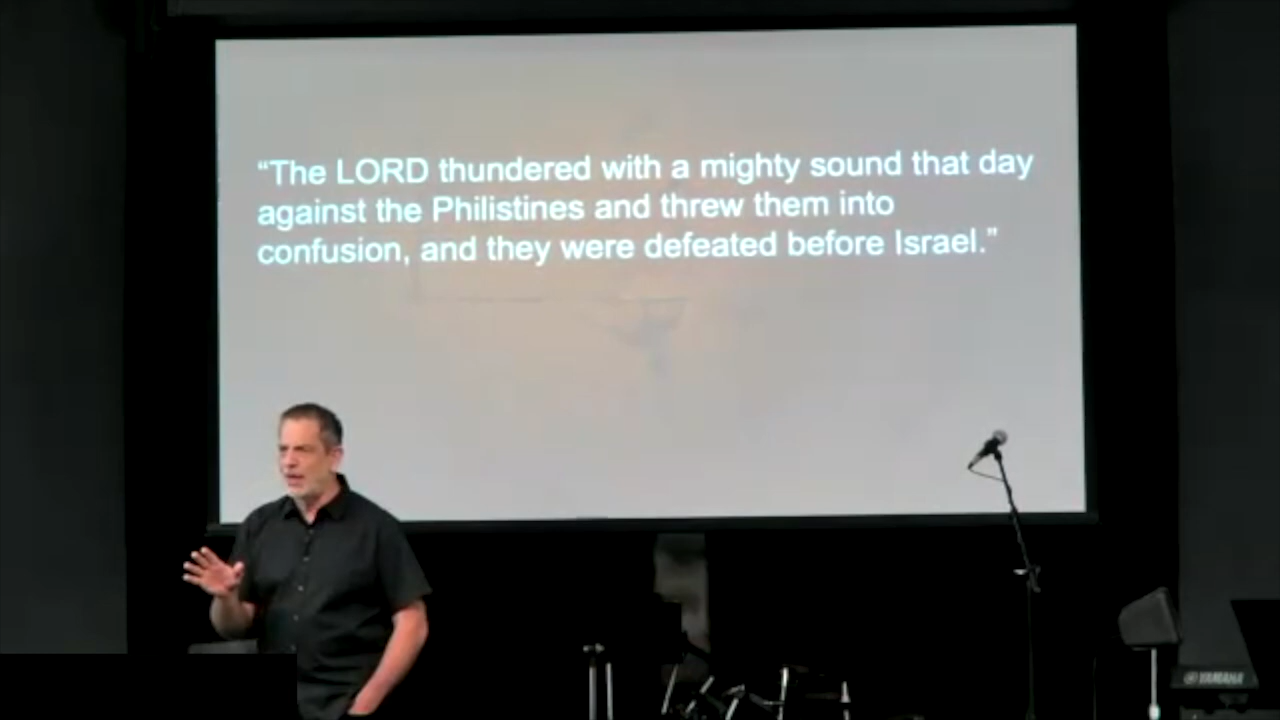 “The LORD thundered with a mighty sound that day
against the Philistines and threw them into
confusion, and they were defeated before Israel.”
YAMAHA